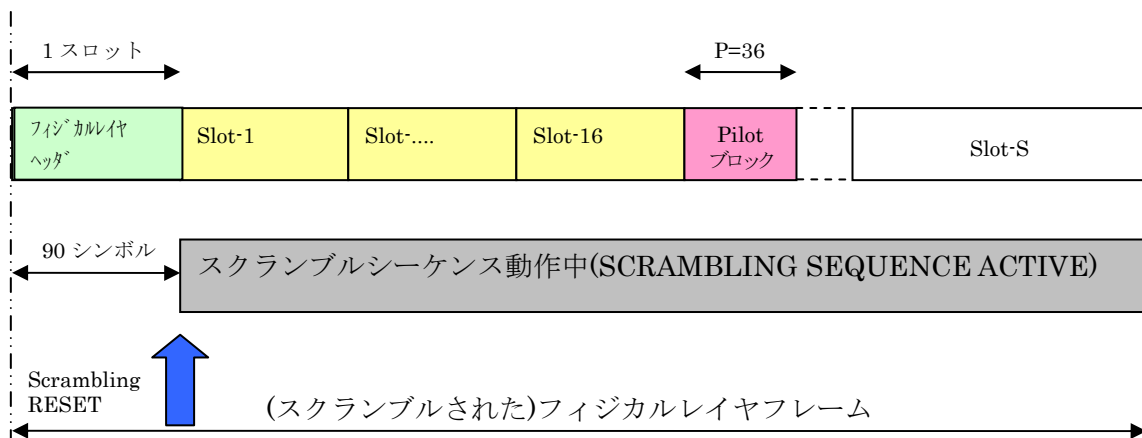 1 スロット
P=36
ﾌｨｼﾞｶﾙﾚｲﾔ
ﾍｯﾀﾞ
Slot-1
Slot-....
Slot-16
Pilot
ブロック
Slot-S
90 シンボル
スクランブルシーケンス動作中(SCRAMBLING SEQUENCE ACTIVE)
Scrambling
RESET
(スクランブルされた)フィジカルレイヤフレーム